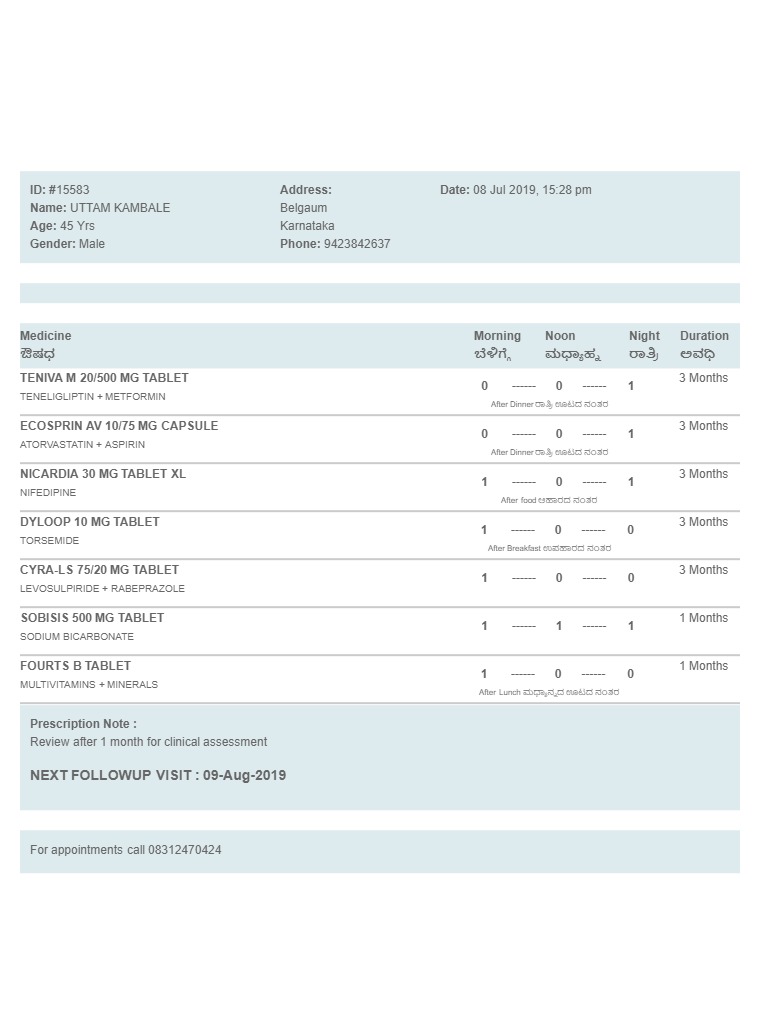 ID: #15583 Address: Date: 08 Jul 2019, 15:28 pm
Name: UTTAM KAMBALE Belgaum
Age: 45 Yrs Karnataka
Gender: Male Phone: 9423842637
Medicine Morning Noon Night Duration
ಔಷಧ ಬೆಳಿಗ್ಗೆ ಮಧ್ಯಾಹ್ನ ರಾತ್ರಿ ಅವಧಿ
TENIVA M 20/500 MG TABLET 0 ------ 0 ------ 1 3 Months
TENELIGLIPTIN + METFORMIN
After Dinner ರಾತ್ರಿ ಊಟದ ನಂತರ
ECOSPRIN AV 10/75 MG CAPSULE 0 ------ 0 ------ 1 3 Months
ATORVASTATIN + ASPIRIN
After Dinner ರಾತ್ರಿ ಊಟದ ನಂತರ
NICARDIA 30 MG TABLET XL 1 ------ 0 ------ 1 3 Months
NIFEDIPINE
After food ಆಹಾರದ ನಂತರ
DYLOOP 10 MG TABLET 1 ------ 0 ------ 0 3 Months
TORSEMIDE
After Breakfast ಉಪಹಾರದ ನಂತರ
CYRA-LS 75/20 MG TABLET 1 ------ 0 ------ 0 3 Months
LEVOSULPIRIDE + RABEPRAZOLE
SOBISIS 500 MG TABLET 1 ------ 1 ------ 1 1 Months
SODIUM BICARBONATE
FOURTS B TABLET 1 ------ 0 ------ 0 1 Months
MULTIVITAMINS + MINERALS
After Lunch ಮಧ್ಯಾನ್ನದ ಊಟದ ನಂತರ
Prescription Note :
Review after 1 month for clinical assessment
NEXT FOLLOWUP VISIT : 09-Aug-2019
For appointments call 08312470424